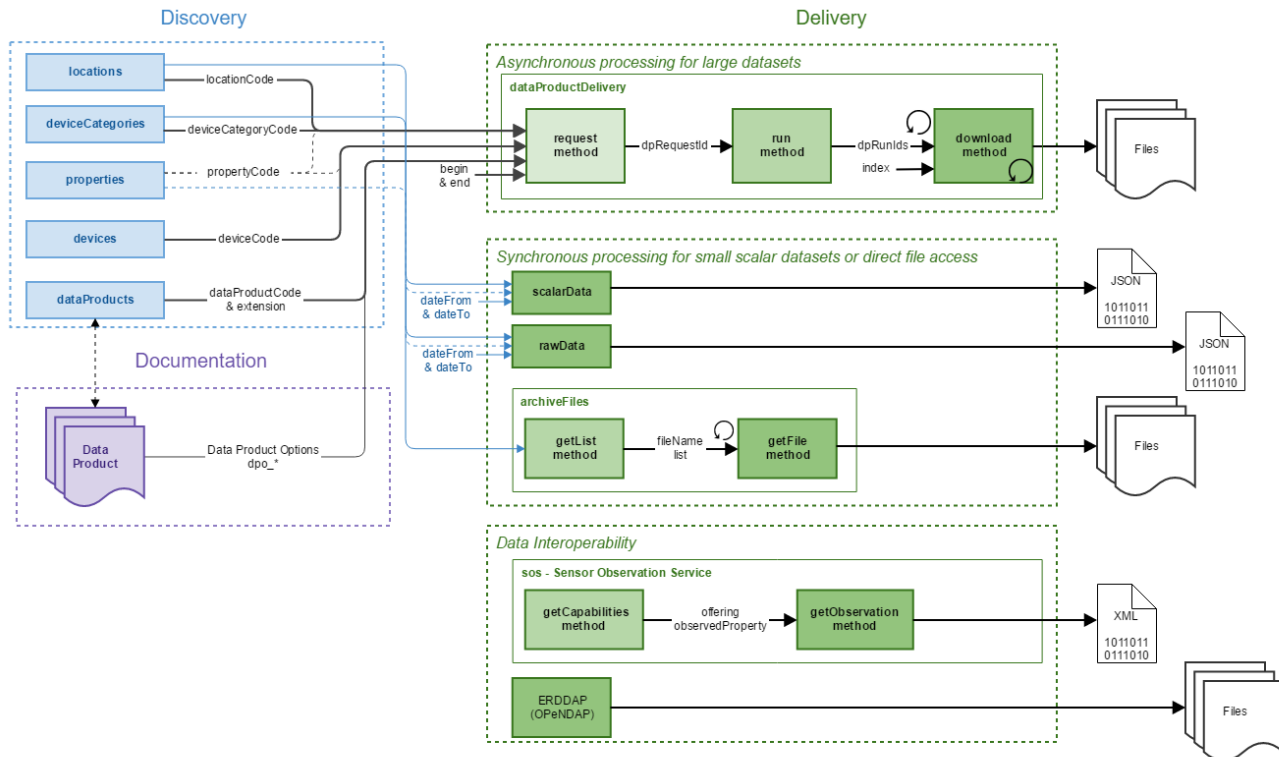 Discovery
locations
locationCode
deviceCategories
deviceCategoryCode
properties
propertyCode
devices
deviceCode
dataProducts
dataProductCode
& extension
Documentation
Data
Product
Data Product Options
dpo_*
Delivery
Asynchronous processing for large datasets
dataProductDelivery
begin
& end
request
method
dpRequestId
run
method
dpRunIds
index
download
method
Files
Synchronous processing for small scalar datasets or direct file access
dateFrom
& dateTo
scalarData
JSON
1011011
0111010
dateFrom
& dateTo
rawData
JSON
1011011
0111010
archiveFiles
getList
method
fileName
list
getFile
method
Files
Data Interoperability
sos - Sensor Observation Service
getCapabilities
method
offering
observedProperty
getObservation
method
XML
1011011
0111010
ERDDAP
(OPeNDAP)
Files